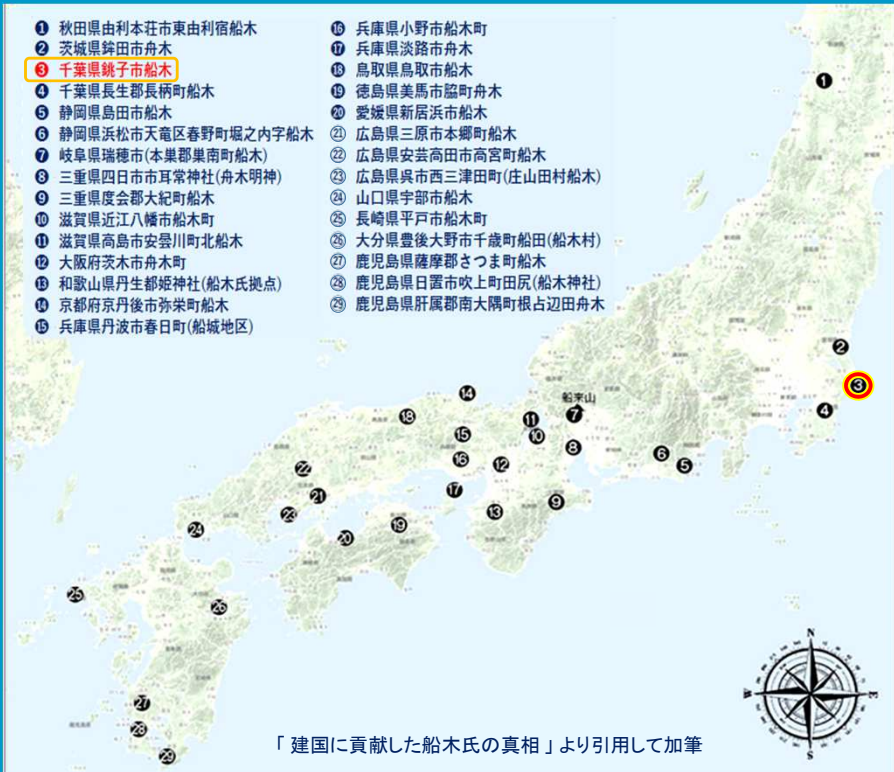 ❶ 秋田県由利本荘市東由利宿船木
❷ 茨城県鉾田市舟木
❸ 千葉県銚子市船木
❹ 千葉県長生郡長柄町船木
❺ 静岡県島田市船木
❻ 静岡県浜松市天竜区春野町堀之内字船木
❼ 岐阜県瑞穂市(本巣郡巣南町船木)
❽ 三重県四日市市耳常神社(舟木明神)
❾ 三重県度会郡大紀町船木
❿ 滋賀県近江八幡市船木町
⓫ 滋賀県高島市安曇川町北船木
⓬ 大阪府茨木市舟木町
⓭ 和歌山県丹生都姫神社(船木氏拠点)
⓮ 京都府京丹後市弥栄町船木
⓯ 兵庫県丹波市春日町(船城地区)
⓰ 兵庫県小野市船木町
⓱ 兵庫県淡路市舟木
⓲ 鳥取県鳥取市船木
⓳ 徳島県美馬市脇町舟木
⓴ 愛媛県新居浜市船木
㉑ 広島県三原市本郷町船木
㉒ 広島県安芸高田市高宮町船木
㉓ 広島県呉市西三津田町(庄山田村船木)
㉔ 山口県宇部市船木
㉕ 長崎県平戸市船木町
㉖ 大分県豊後大野市千歳町船田(船木村)
㉗ 鹿児島県薩摩郡さつま町船木
㉘ 鹿児島県日置市吹上町田尻(船木神社)
㉙ 鹿児島県肝属郡南大隅町根占辺田舟木
❶
❷
❸
❹
船来山
❼
⓮
⓲
⓫
❿
⓯
❽
❻
❺
⓰
⓬
⓱
⓭
❾
㉒
㉑
㉓
⓳
⓴
㉔
㉕
㉖
㉗
㉘
㉙
N
W
E
S
「 建国に貢献した船木氏の真相 」より引用して加筆